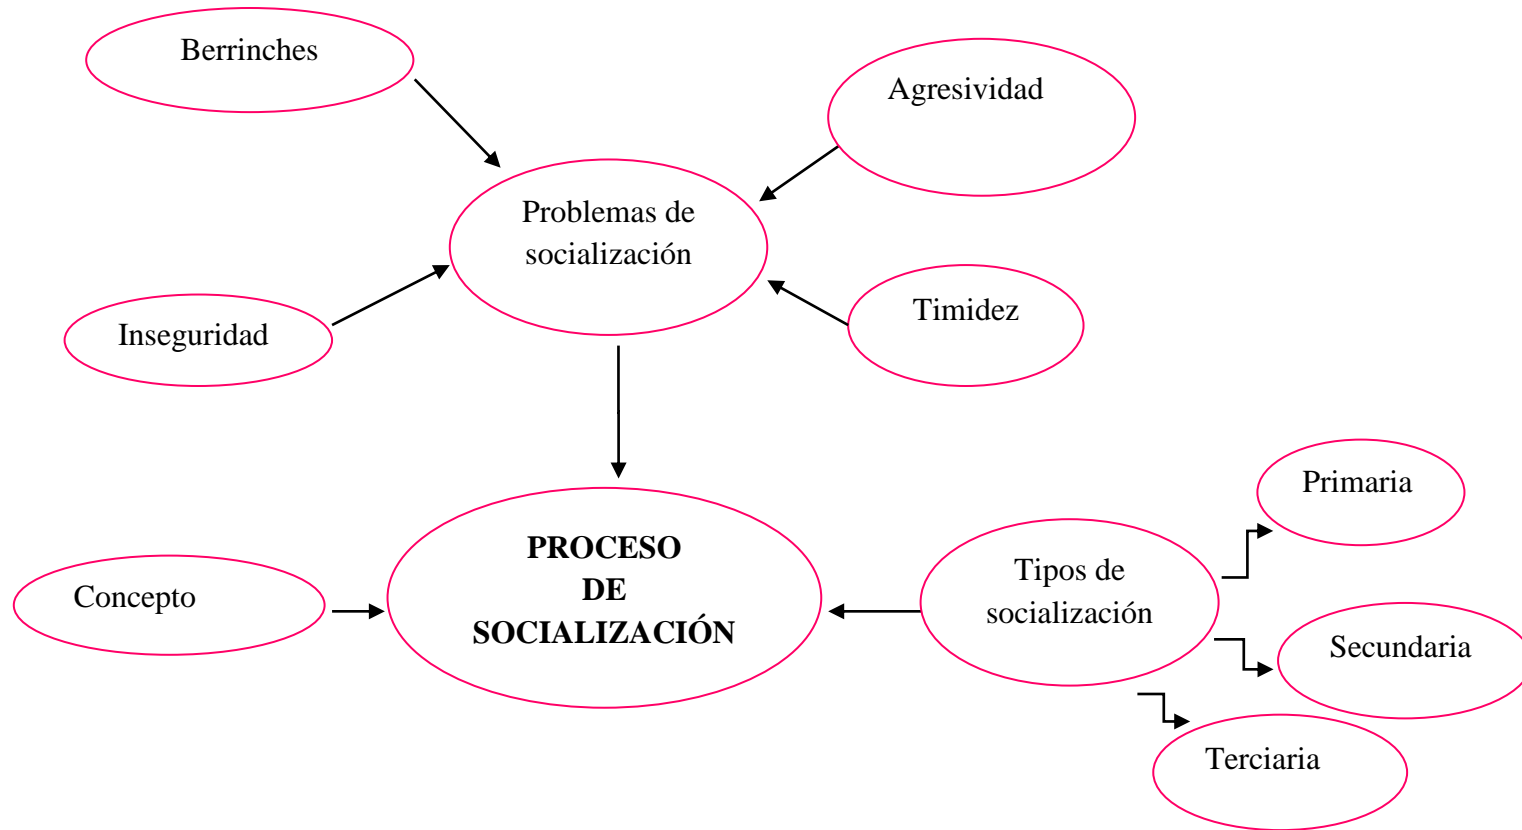 Berrinches
Agresividad
Problemas de
socialización
Inseguridad
Timidez
Primaria
PROCESO
DE
SOCIALIZACIÓN
Concepto
Tipos de
socialización
Secundaria
Terciaria